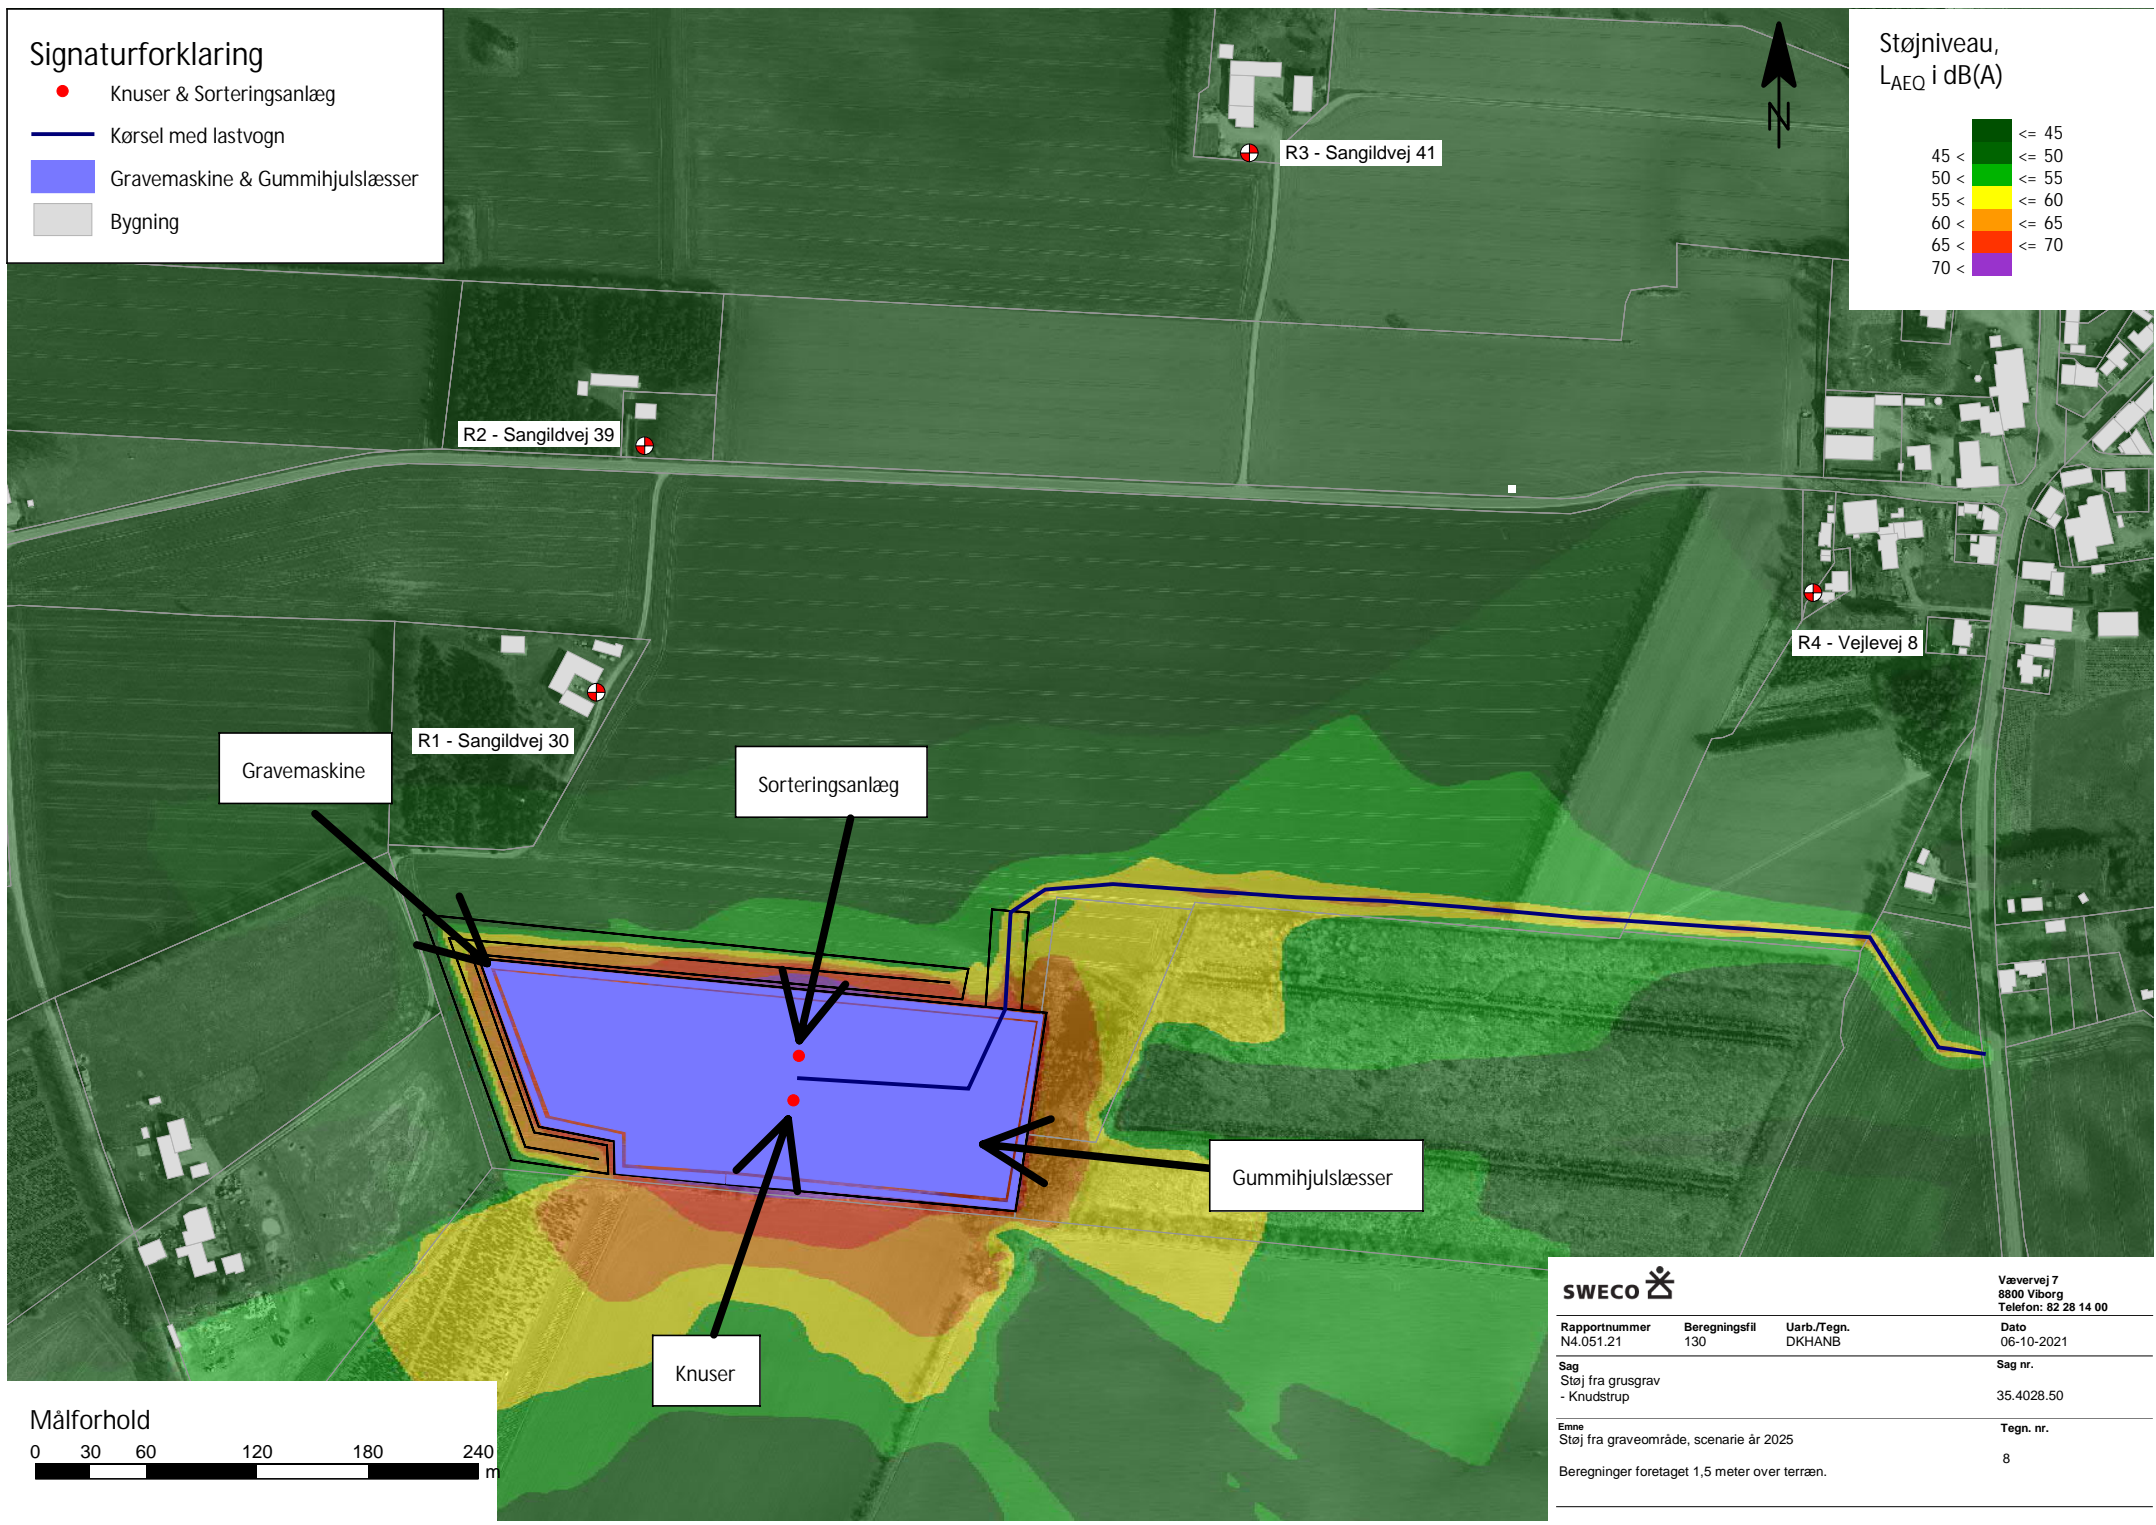 Signaturforklaring
Knuser & Sorteringsanlæg
Kørsel med lastvogn
Gravemaskine & Gummihjulslæsser
Bygning
Støjniveau,
LAEQ i dB(A)
<= 45
45 < <= 50
50 < <= 55
55 < <= 60
60 < <= 65
65 < <= 70
70 <
N
R3 - Sangildvej 41
R2 - Sangildvej 39
R4 - Vejlevej 8
R1 - Sangildvej 30
Gravemaskine
Sorteringsanlæg
Gummihjulslæsser
Knuser
Målforhold
0 30 60 120 180 240
m
SWECO
Vævervej 7
8800 Viborg
Telefon: 82 28 14 00
Rapportnummer Beregningsfil Uarb./Tegn. Dato
N4.051.21 130 DKHANB 06-10-2021
Sag Sag nr.
Støj fra grusgrav
- Knudstrup 35.4028.50
Emne Tegn. nr.
Støj fra graveområde, scenarie år 2025
8
Beregninger foretaget 1,5 meter over terræn.